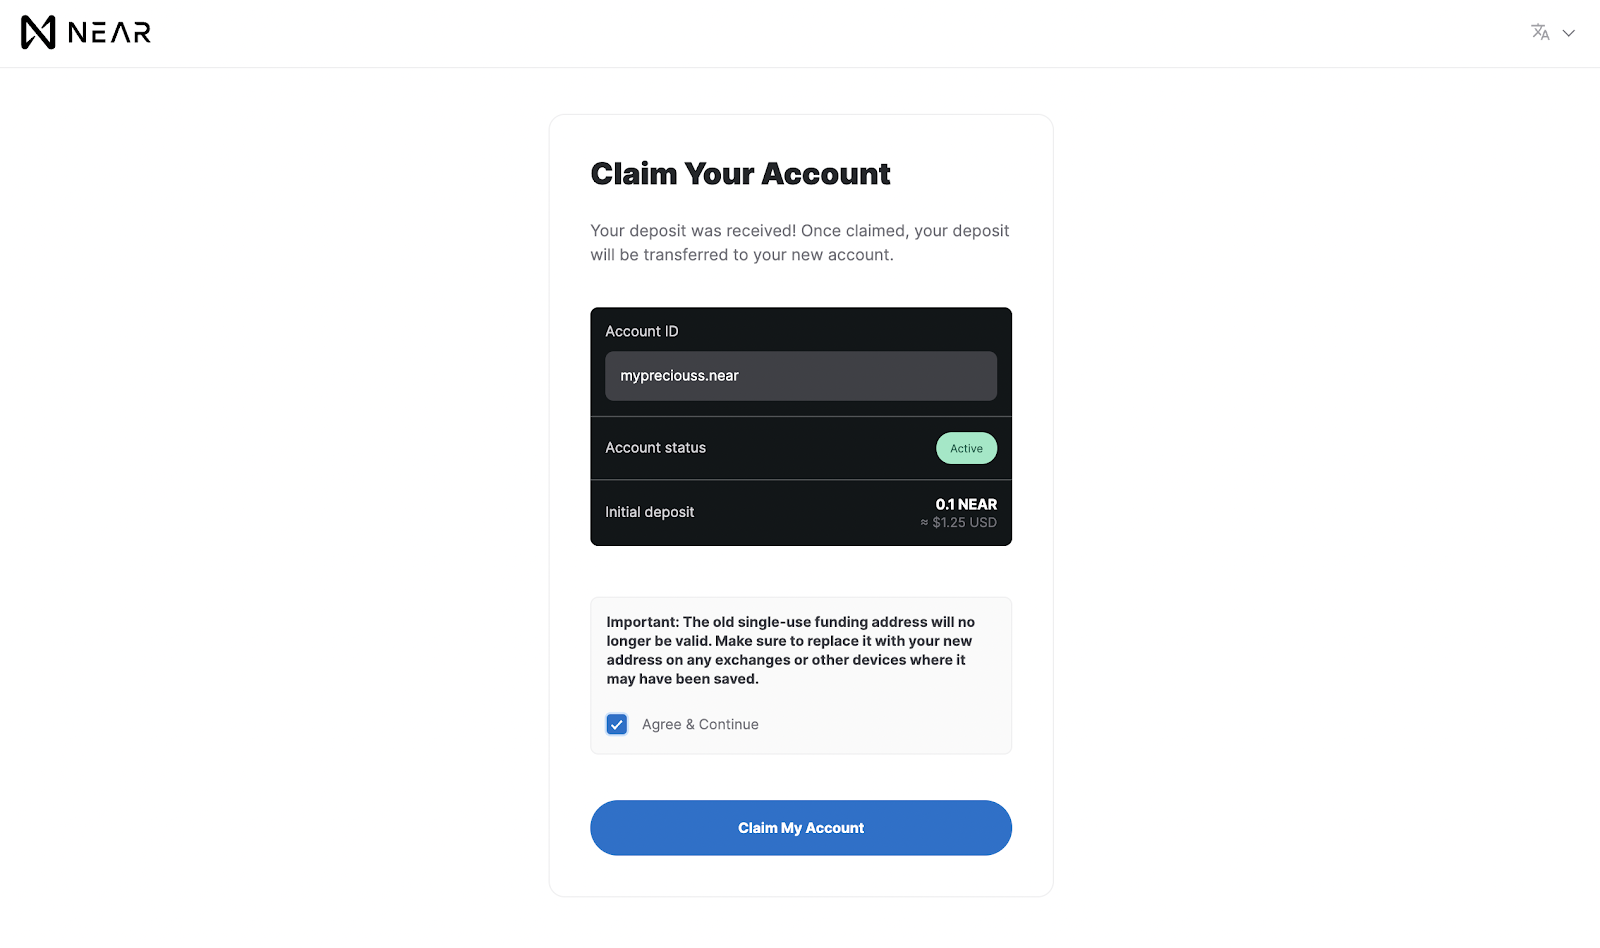 NEAR
Claim Your Account
Your deposit was received! Once claimed, your deposit
will be transferred to your new account.
Account ID
mypreciouss.near
Account status
Active
Initial deposit
0.1 NEAR
≈ $1.25 USD
Important: The old single-use funding address will no
longer be valid. Make sure to replace it with your new
address on any exchanges or other devices where it
may have been saved.
Agree & Continue
Claim My Account